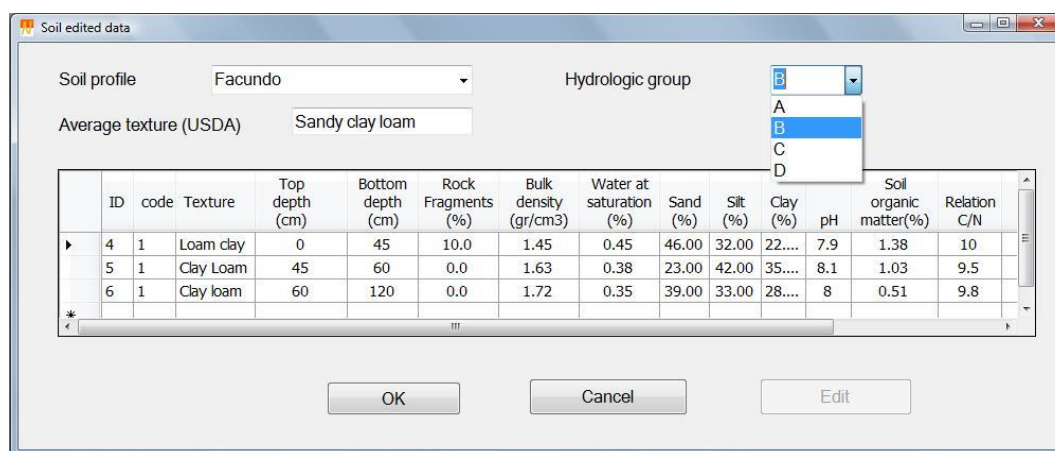 Soil edited data
Soil profile Facundo Hydrologic group B
A
Average texture (USDA) Sandy clay loam B
C
D
ID code Texture Top depth (cm) Bottom depth (cm) Rock Fragments (%) Bulk density (gr/cm3) Water at saturation (%) Sand (%) Silt (%) Clay (%) pH Soil organic matter(%) Relation C/N
4 1 Loam clay 0 45 10.0 1.45 0.45 46.00 32.00 22.... 7.9 1.38 10
5 1 Clay Loam 45 60 0.0 1.63 0.38 23.00 42.00 35.... 8.1 1.03 9.5
6 1 Clay loam 60 120 0.0 1.72 0.35 39.00 33.00 28.... 8 0.51 9.8
OK Cancel Edit